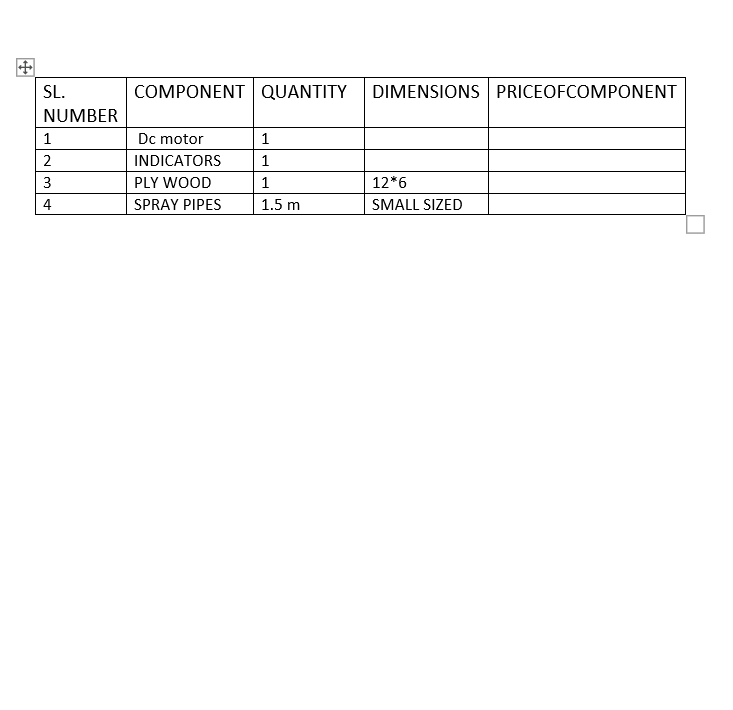 SL. NUMBER COMPONENT QUANTITY DIMENSIONS PRICEOFCOMPONENT
1 Dc motor 1
2 INDICATORS 1
3 PLY WOOD 1 12*6
4 SPRAY PIPES 1.5 m SMALL SIZED